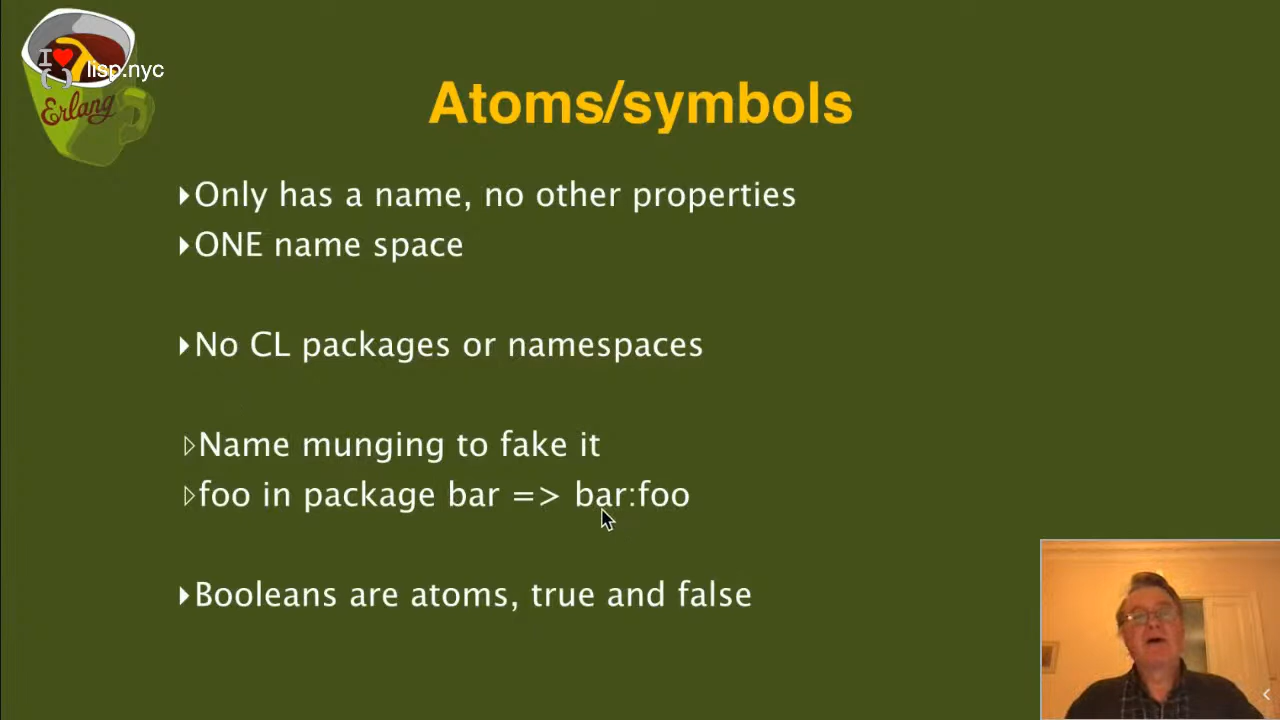 I ♥
( )
lisp.nyc
Erlang
Atoms/symbols
Only has a name, no other properties
ONE name space
No CL packages or namespaces
Name munging to fake it
foo in package bar => bar:foo
Booleans are atoms, true and false